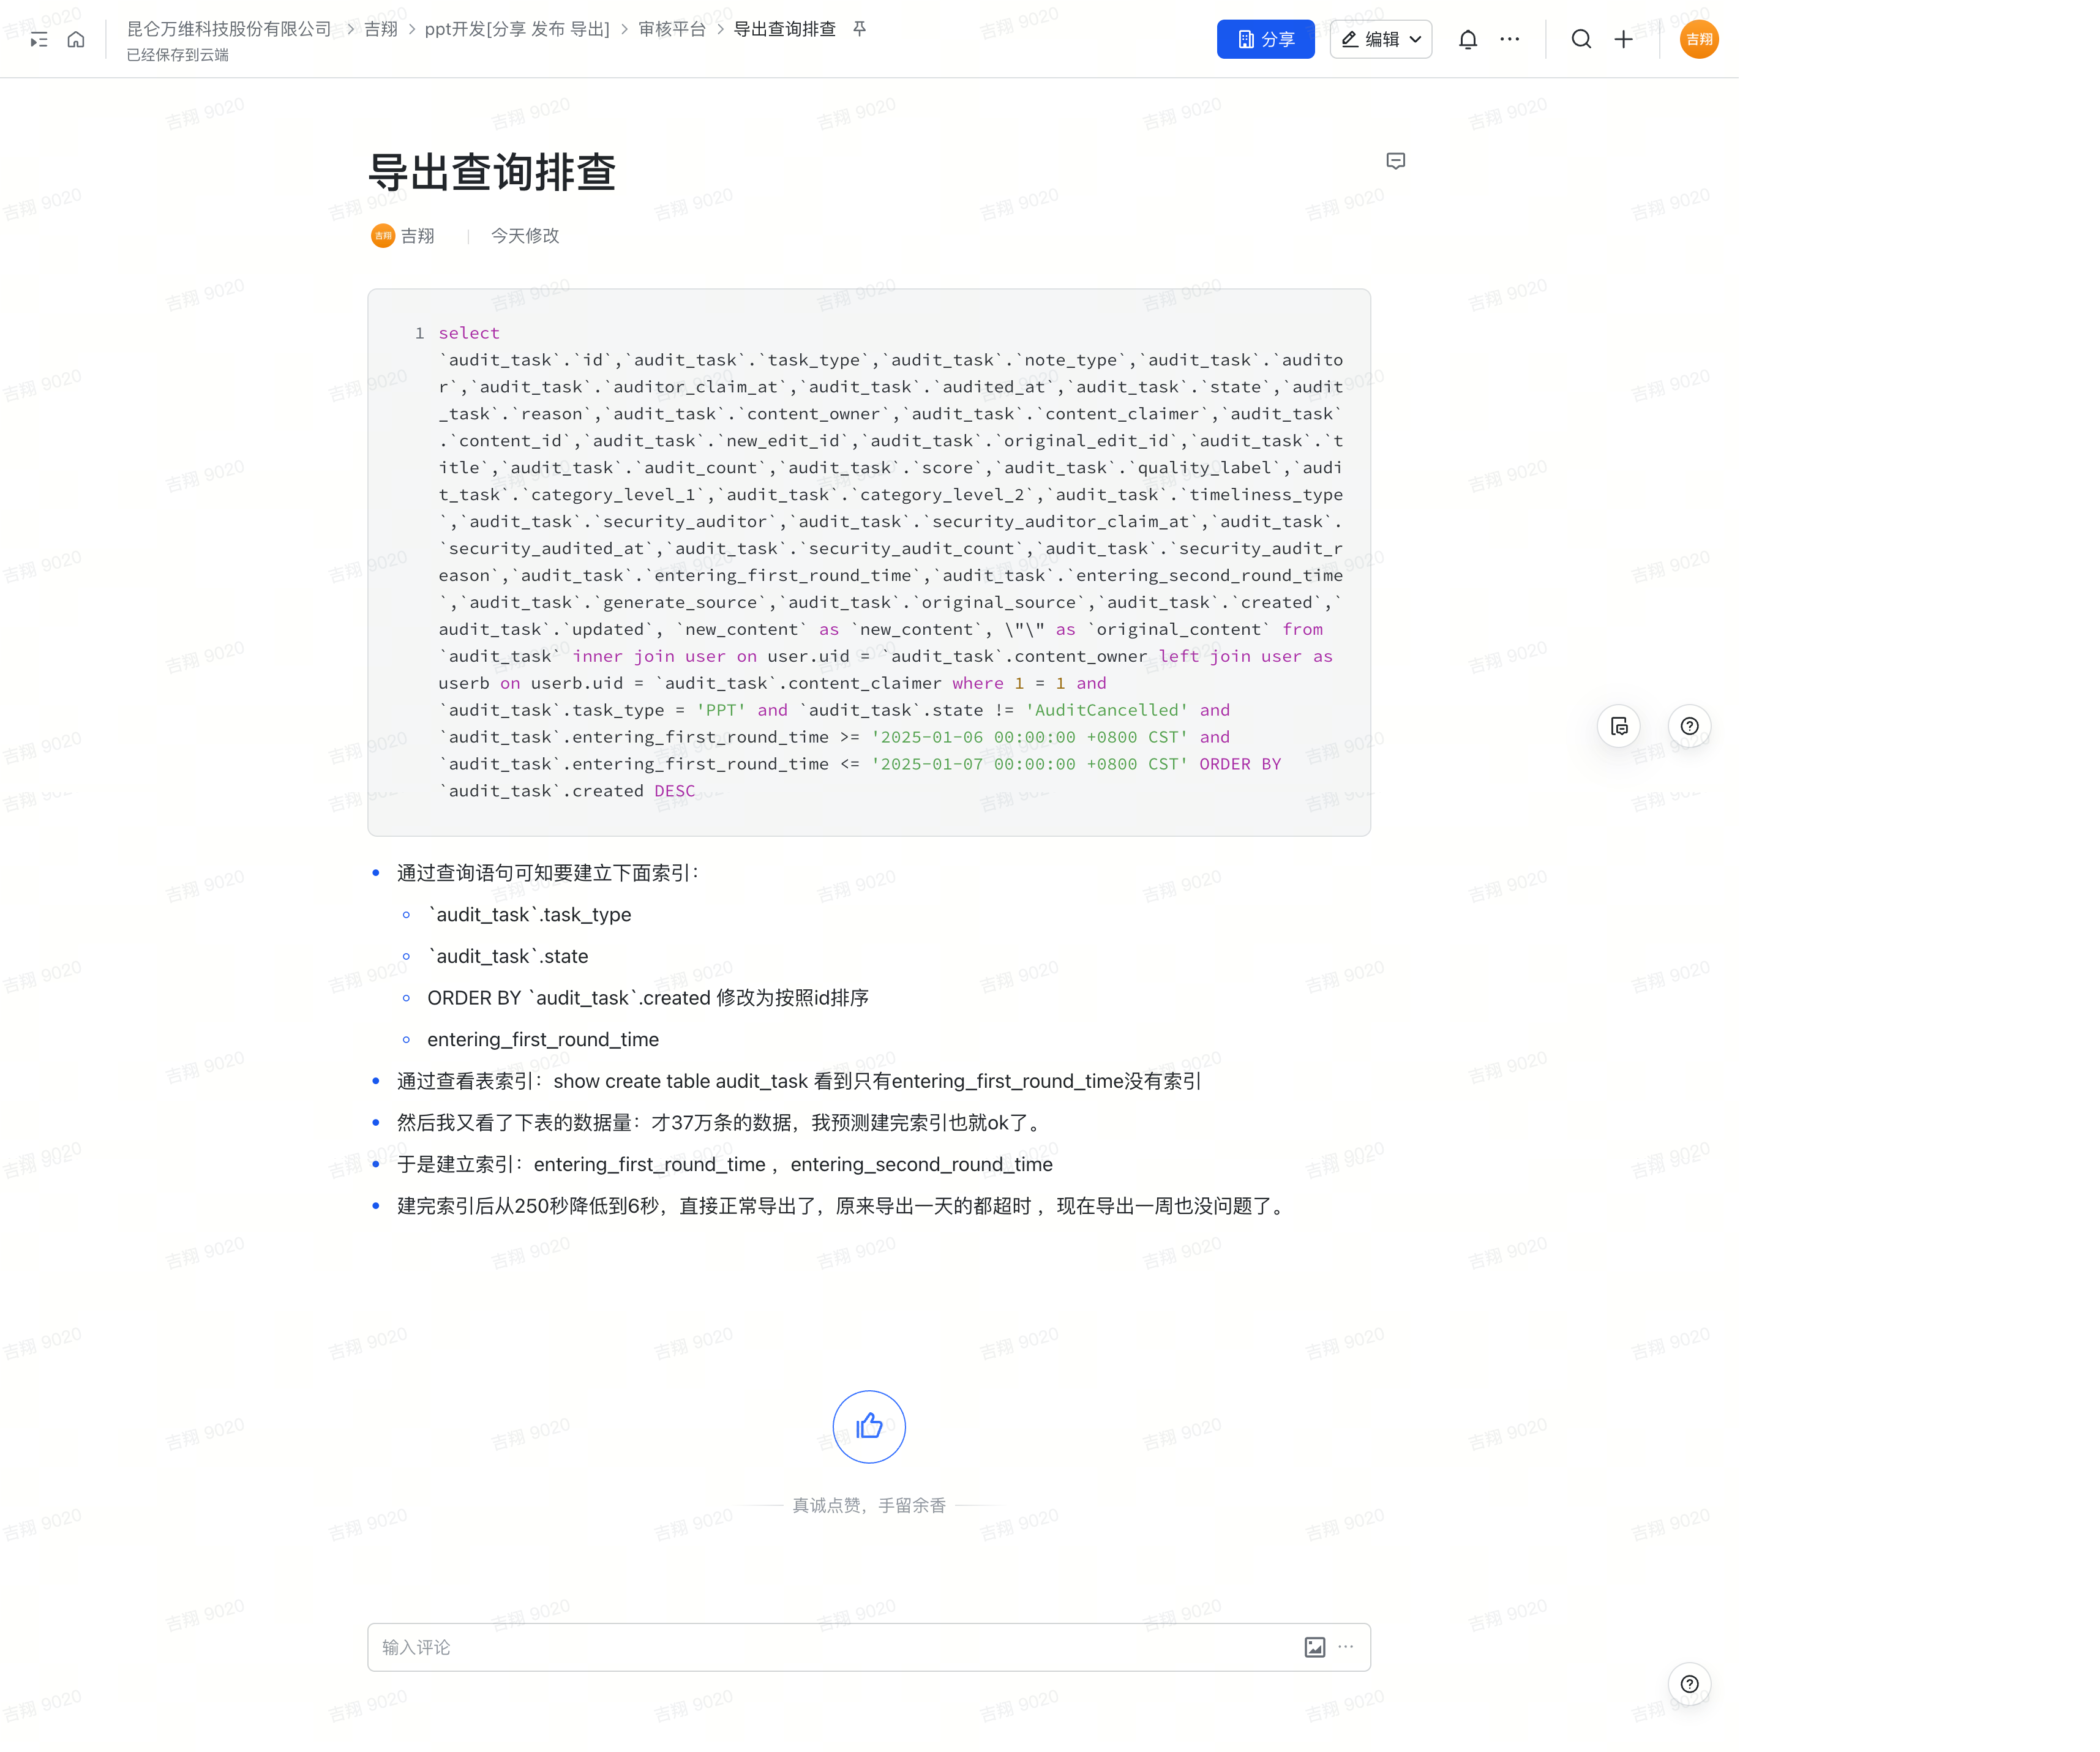 昆仑万维科技股份有限公司 > 吉翔 > ppt开发[分享 发布 导出] > 审核平台 > 导出查询排查
已经保存到云端
分享
编辑
吉翔
导出查询排查
吉翔 吉翔 | 今天修改
1 select
`audit_task`.`id`,`audit_task`.`task_type`,`audit_task`.`note_type`,`audit_task`.`audito
r`,`audit_task`.`auditor_claim_at`,`audit_task`.`audited_at`,`audit_task`.`state`,`audit
_task`.`reason`,`audit_task`.`content_owner`,`audit_task`.`content_claimer`,`audit_task`
.`content_id`,`audit_task`.`new_edit_id`,`audit_task`.`original_edit_id`,`audit_task`.`t
itle`,`audit_task`.`audit_count`,`audit_task`.`score`,`audit_task`.`quality_label`,`audi
t_task`.`category_level_1`,`audit_task`.`category_level_2`,`audit_task`.`timeliness_type
`,`audit_task`.`security_auditor`,`audit_task`.`security_auditor_claim_at`,`audit_task`.
`security_audited_at`,`audit_task`.`security_audit_count`,`audit_task`.`security_audit_r
eason`,`audit_task`.`entering_first_round_time`,`audit_task`.`entering_second_round_time
`,`audit_task`.`generate_source`,`audit_task`.`original_source`,`audit_task`.`created`,`
audit_task`.`updated`, `new_content` as `new_content`, \"\" as `original_content` from
`audit_task` inner join user on user.uid = `audit_task`.content_owner left join user as
userb on userb.uid = `audit_task`.content_claimer where 1 = 1 and
`audit_task`.task_type = 'PPT' and `audit_task`.state != 'AuditCancelled' and
`audit_task`.entering_first_round_time >= '2025-01-06 00:00:00 +0800 CST' and
`audit_task`.entering_first_round_time <= '2025-01-07 00:00:00 +0800 CST' ORDER BY
`audit_task`.created DESC
通过查询语句可知要建立下面索引：
`audit_task`.task_type
`audit_task`.state
ORDER BY `audit_task`.created 修改为按照id排序
entering_first_round_time
通过查看表索引：show create table audit_task 看到只有entering_first_round_time没有索引
然后我又看了下表的数据量：才37万条的数据，我预测建完索引也就ok了。
于是建立索引：entering_first_round_time ，entering_second_round_time
建完索引后从250秒降低到6秒，直接正常导出了，原来导出一天的都超时 ，现在导出一周也没问题了。
真诚点赞，手留余香
输入评论
吉翔 9020